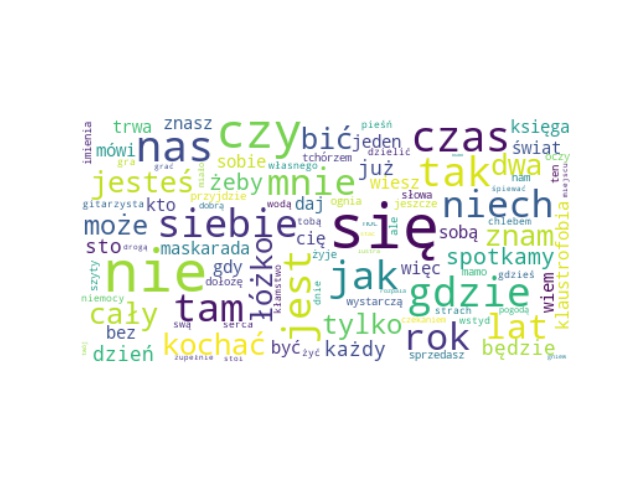 imienia trwa znasz czy bić pieśń czas księga
mówi nas jeden dzielić świąt
gra grać sobie własnego tchórzem już tak dwa oczy
jesteś żeby mnie wiesz nam ten miejscu
przyjdzie śpiewać
gitarzysta kto dobrą wodą daj ognia słowa jeszcze niech
może siebie tobą się ale chlebem
sto drogą maskarada cię sobą znam klaustrofobia
nie gdy łóżko żyje jak więc spotkamy
szyty dołożę kłamstwo mamo gdzieś wiem
niemocy tam jest dnie wystarczą gdzie
cały swą serca tylko strach pogodą
bez czekaniem wstyd lat
dzień kochać być żyć każdy rok będzie
zupełnie stoi sprzedasz